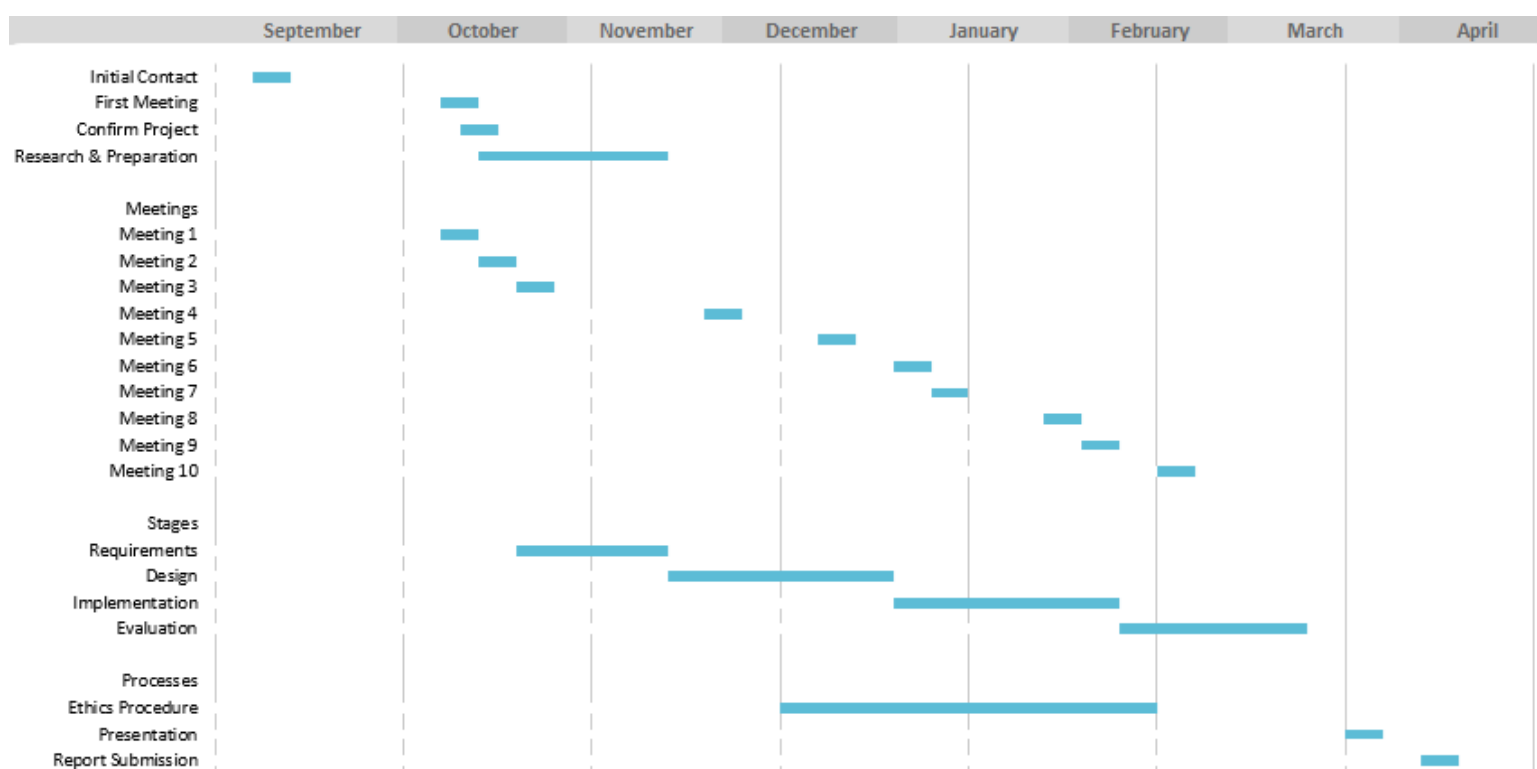 September October November December January February March April
Initial Contact
First Meeting
Confirm Project
Research & Preparation
Meetings
Meeting 1
Meeting 2
Meeting 3
Meeting 4
Meeting 5
Meeting 6
Meeting 7
Meeting 8
Meeting 9
Meeting 10
Stages
Requirements
Design
Implementation
Evaluation
Processes
Ethics Procedure
Presentation
Report Submission